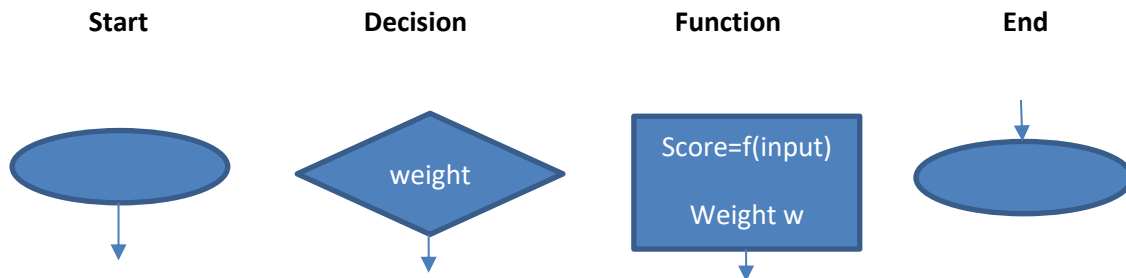 Start
Decision
Function
End
weight
Score=f(input)
Weight w